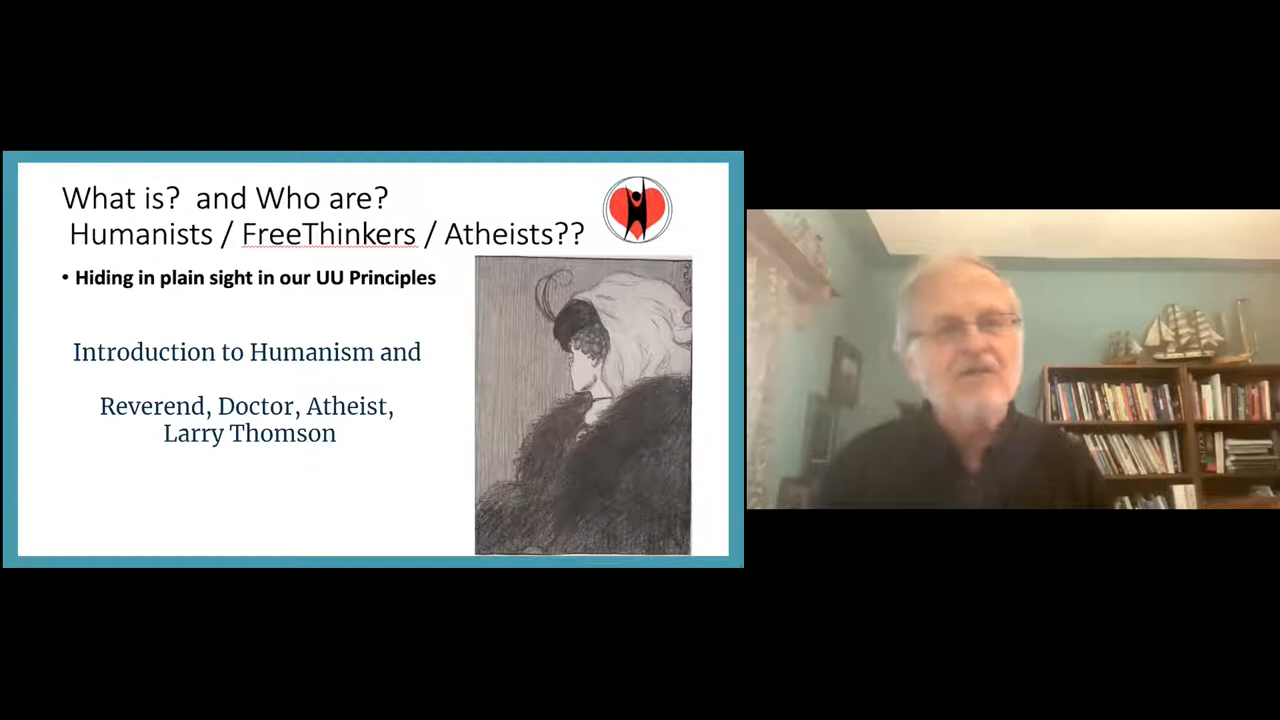 What is? and Who are?
Humanists / FreeThinkers / Atheists??
• Hiding in plain sight in our UU Principles
Introduction to Humanism and
Reverend, Doctor, Atheist,
Larry Thomson